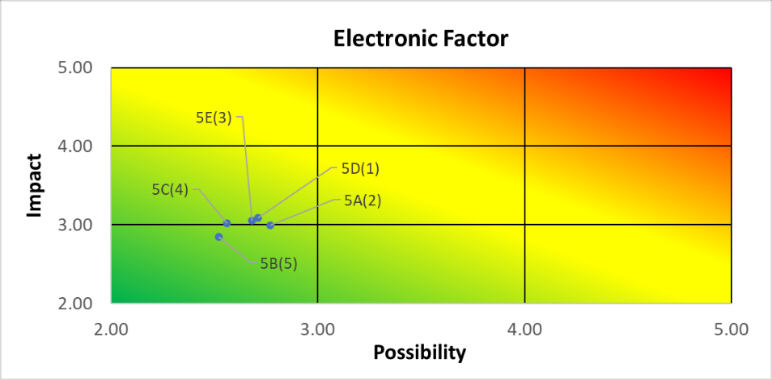 Electronic Factor
5.00
5E(3)
4.00
5D(1)
5C(4)
5A(2)
Impact
3.00
5B(5)
2.00
2.00 3.00 4.00 5.00
Possibility